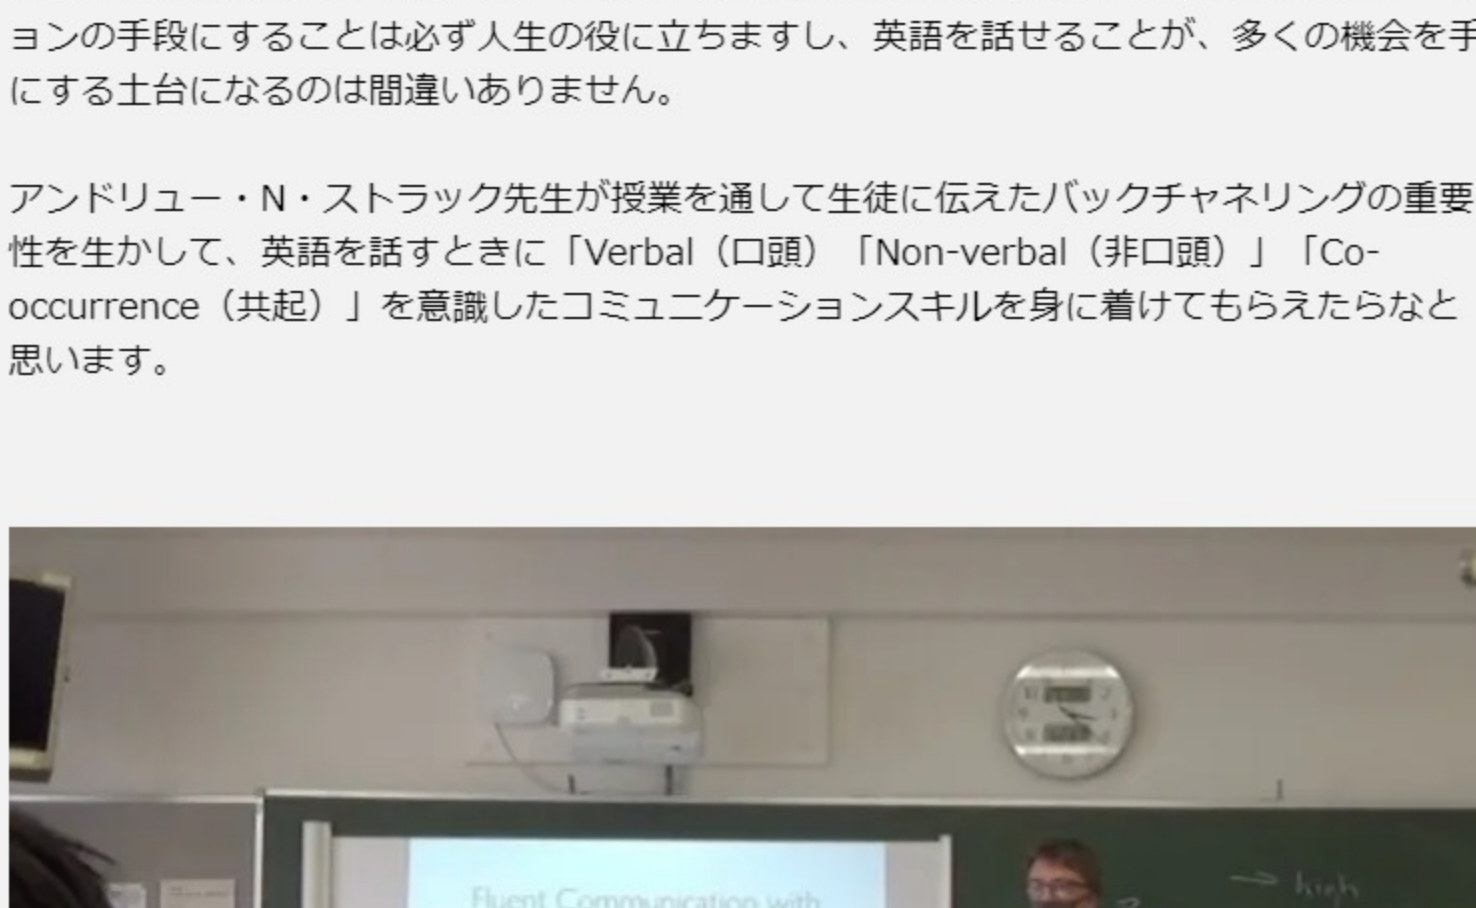 ョンの手段にすることは必ず人生の役に立ちますし、英語を話せることが、多くの機会を手
にする土台になるのは間違いありません。
アンドリュー・N・ストラック先生が授業を通して生徒に伝えたバックチャネリングの重要
性を生かして、英語を話すときに「Verbal（口頭）「Non-verbal（非口頭）」「Co-
occurrence（共起）」を意識したコミュニケーションスキルを身に着けてもらえたらなと
思います。
Fluent Communication with
→ high